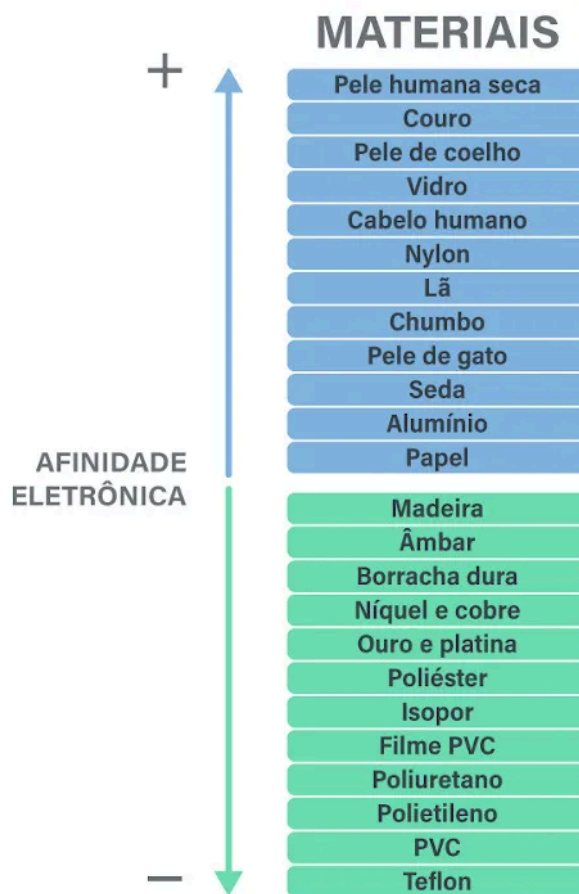 MATERIAIS
+
Pele humana seca
Couro
Pele de coelho
Vidro
Cabelo humano
Nylon
Lã
Chumbo
Pele de gato
Seda
Alumínio
Papel
AFINIDADE
ELETRÔNICA
Madeira
Âmbar
Borracha dura
Níquel e cobre
Ouro e platina
Poliéster
Isopor
Filme PVC
Poliuretano
Polietileno
PVC
Teflon
−